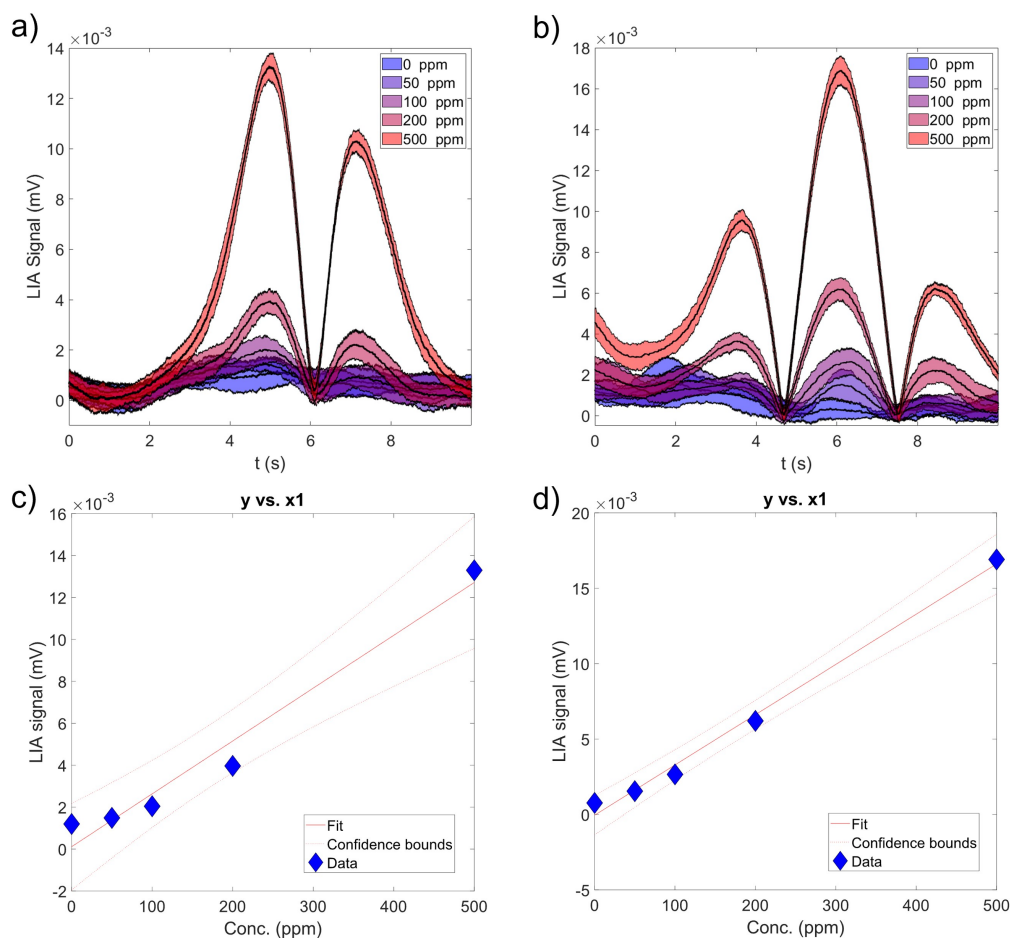 a)
×10⁻³
14
12
10
8
6
4
2
0
0 2 4 6 8
LIA Signal (mV)
t (s)
0 ppm
50 ppm
100 ppm
200 ppm
500 ppm
b)
×10⁻³
18
16
14
12
10
8
6
4
2
0
0 2 4 6 8
LIA Signal (mV)
t (s)
0 ppm
50 ppm
100 ppm
200 ppm
500 ppm
c)
×10⁻³
y vs. x1
16
14
12
10
8
6
4
2
0
-2
0 100 200 300 400 500
LIA signal (mV)
Conc. (ppm)
Fit
Confidence bounds
Data
d)
×10⁻³
y vs. x1
20
15
10
5
0
-5
0 100 200 300 400 500
LIA signal (mV)
Conc. (ppm)
Fit
Confidence bounds
Data